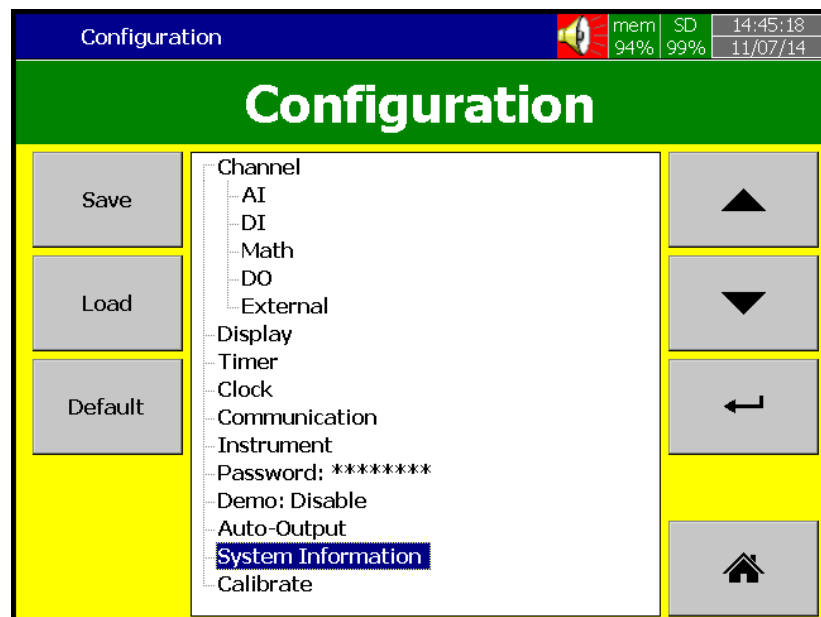 Configuration
mem SD 14:45:18
94% 99% 11/07/14
Configuration
Save
Load
Default
Channel
AI
DI
Math
DO
External
Display
Timer
Clock
Communication
Instrument
Password: ********
Demo: Disable
Auto-Output
System Information
Calibrate